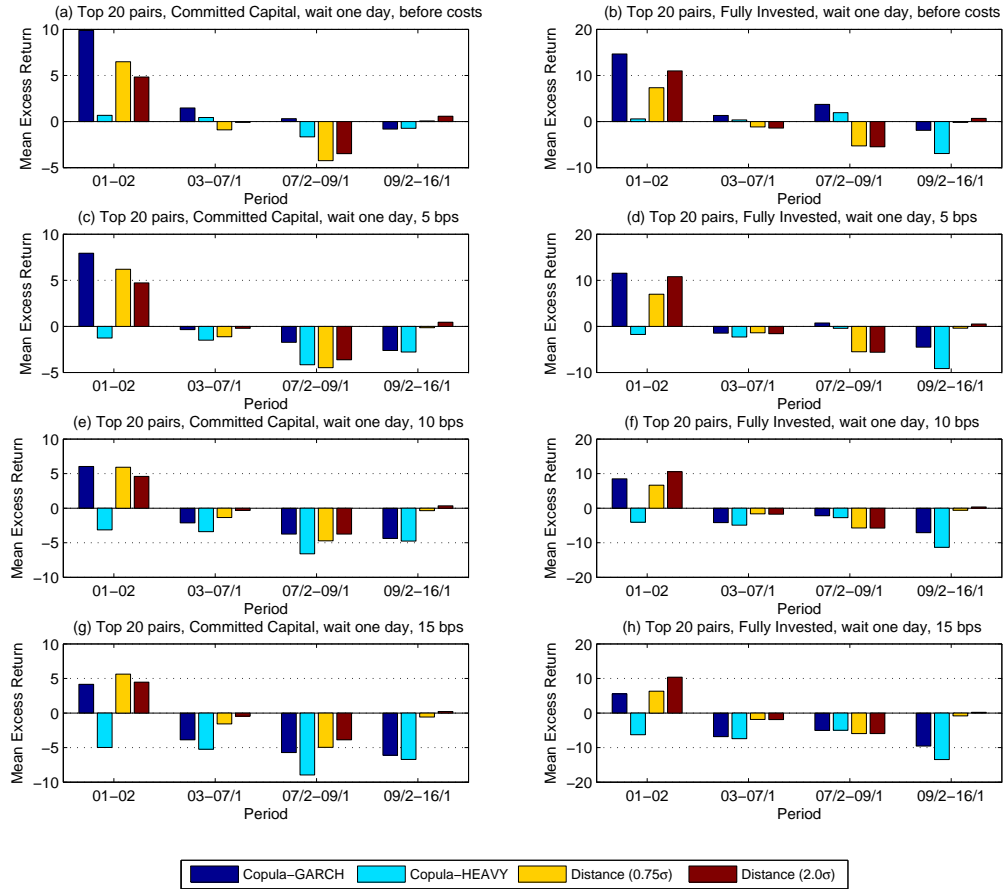 (a) Top 20 pairs, Committed Capital, wait one day, before costs
Mean Excess Return
10
5
0
−5
01−02 03−07/1 07/2−09/1 09/2−16/1
Period
(b) Top 20 pairs, Fully Invested, wait one day, before costs
Mean Excess Return
20
10
0
−10
01−02 03−07/1 07/2−09/1 09/2−16/1
Period
(c) Top 20 pairs, Committed Capital, wait one day, 5 bps
Mean Excess Return
10
5
0
−5
01−02 03−07/1 07/2−09/1 09/2−16/1
Period
(d) Top 20 pairs, Fully Invested, wait one day, 5 bps
Mean Excess Return
20
10
0
−10
01−02 03−07/1 07/2−09/1 09/2−16/1
Period
(e) Top 20 pairs, Committed Capital, wait one day, 10 bps
Mean Excess Return
10
5
0
−5
−10
01−02 03−07/1 07/2−09/1 09/2−16/1
Period
(f) Top 20 pairs, Fully Invested, wait one day, 10 bps
Mean Excess Return
20
10
0
−10
−20
01−02 03−07/1 07/2−09/1 09/2−16/1
Period
(g) Top 20 pairs, Committed Capital, wait one day, 15 bps
Mean Excess Return
10
5
0
−5
−10
01−02 03−07/1 07/2−09/1 09/2−16/1
Period
(h) Top 20 pairs, Fully Invested, wait one day, 15 bps
Mean Excess Return
20
10
0
−10
−20
01−02 03−07/1 07/2−09/1 09/2−16/1
Period
Copula−GARCH Copula−HEAVY Distance (0.75σ) Distance (2.0σ)